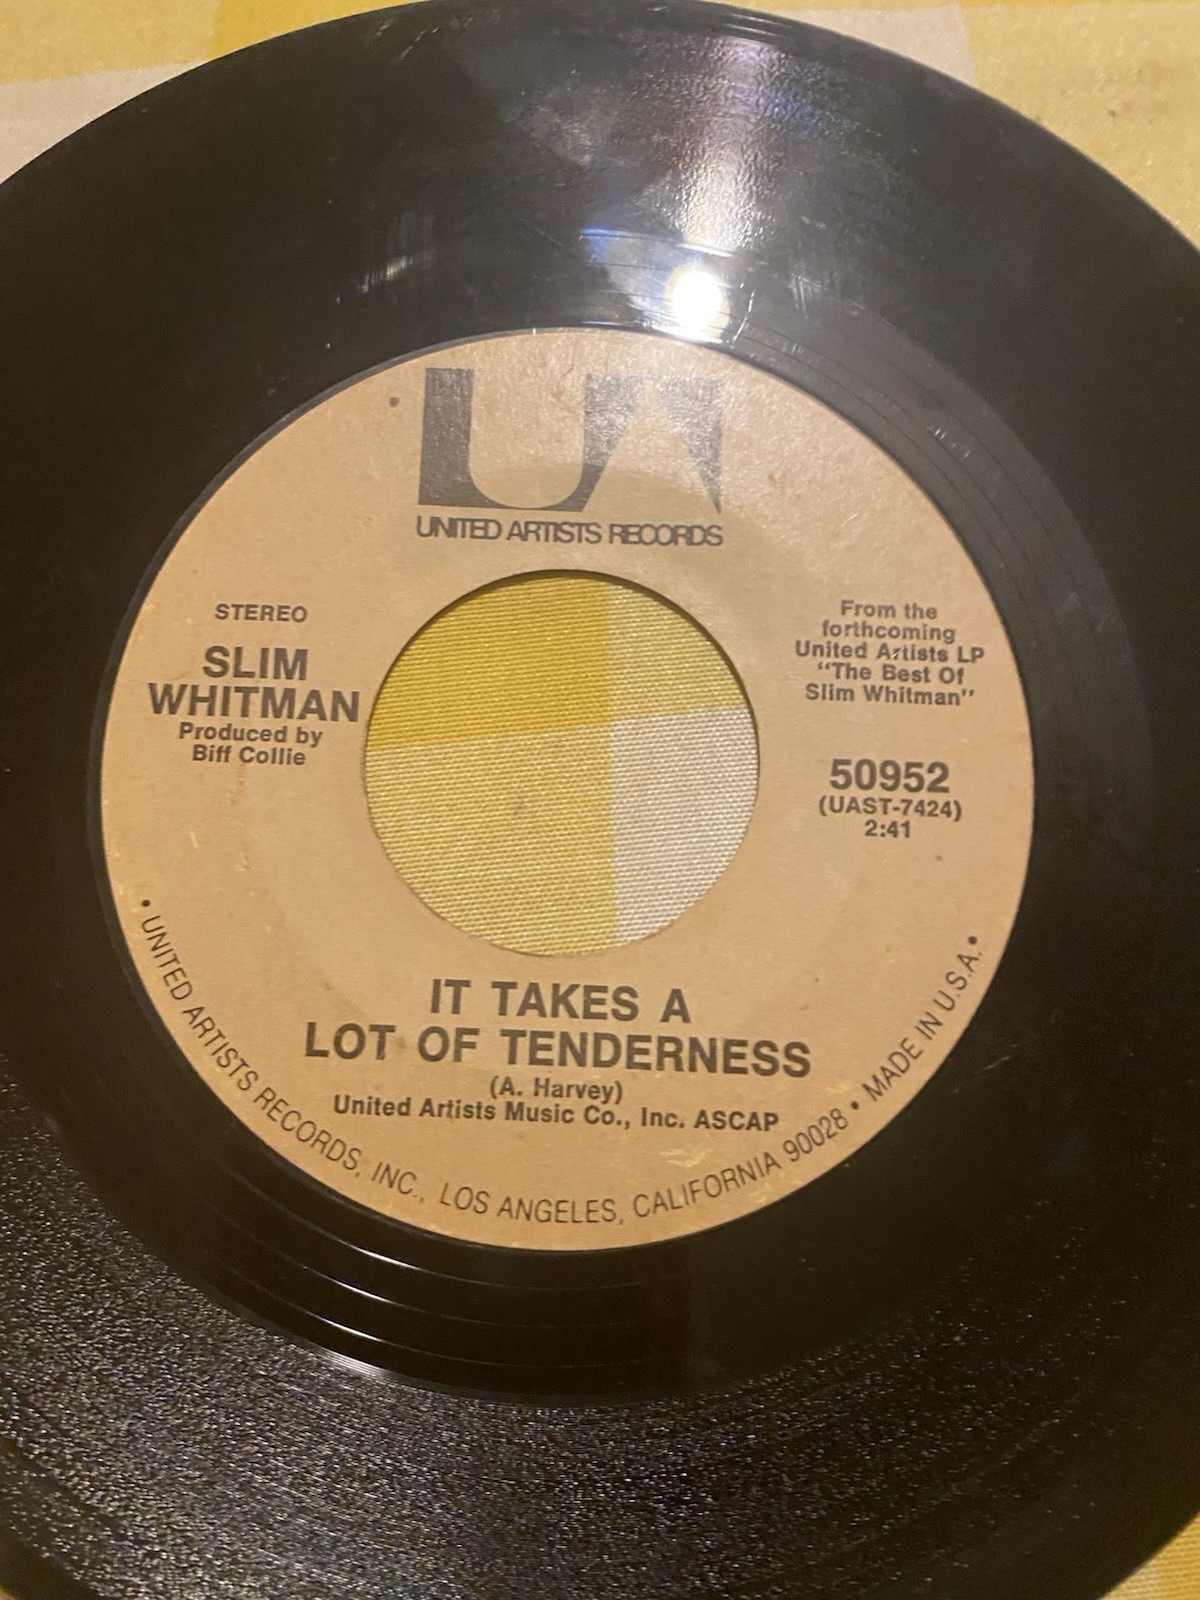 UA
UNITED ARTISTS RECORDS
STEREO
SLIM
WHITMAN
Produced by
Biff Collie
From the
forthcoming
United Artists LP
"The Best Of
Slim Whitman"
50952
(UAST-7424)
2:41
IT TAKES A
LOT OF TENDERNESS
(A. Harvey)
United Artists Music Co., Inc. ASCAP
• UNITED ARTISTS RECORDS, INC., LOS ANGELES, CALIFORNIA 90028 • MADE IN U.S.A. •